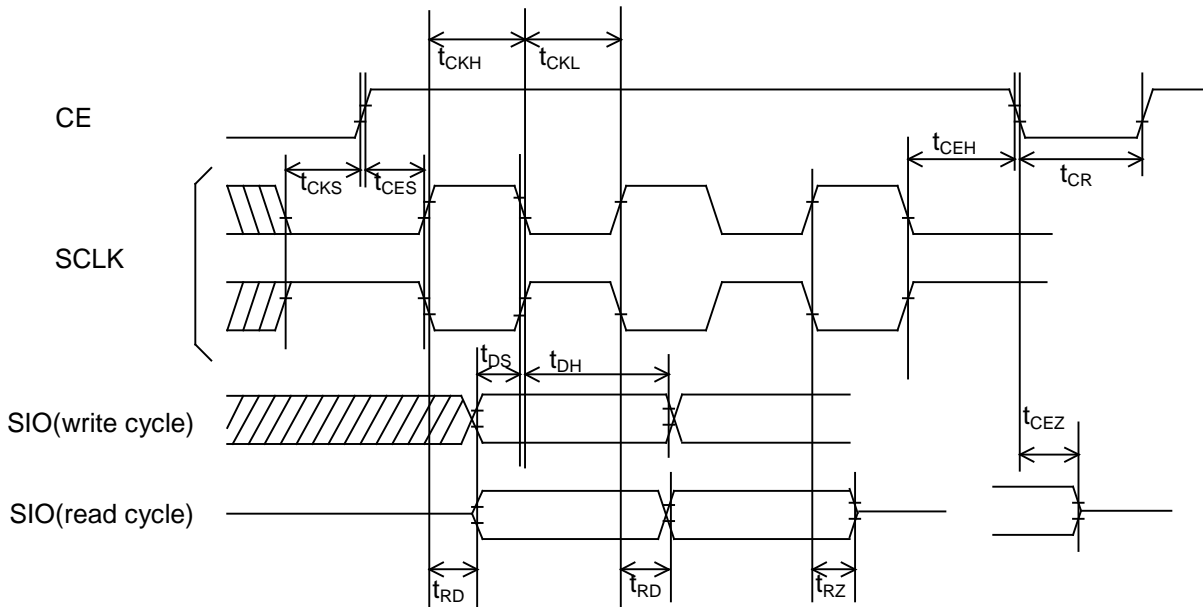 tCKH tCKL
CE
tCEH
tCKS tCES tCR
SCLK
tDS tDH
SIO(write cycle)
tCEZ
SIO(read cycle)
tRD tRD tRZ